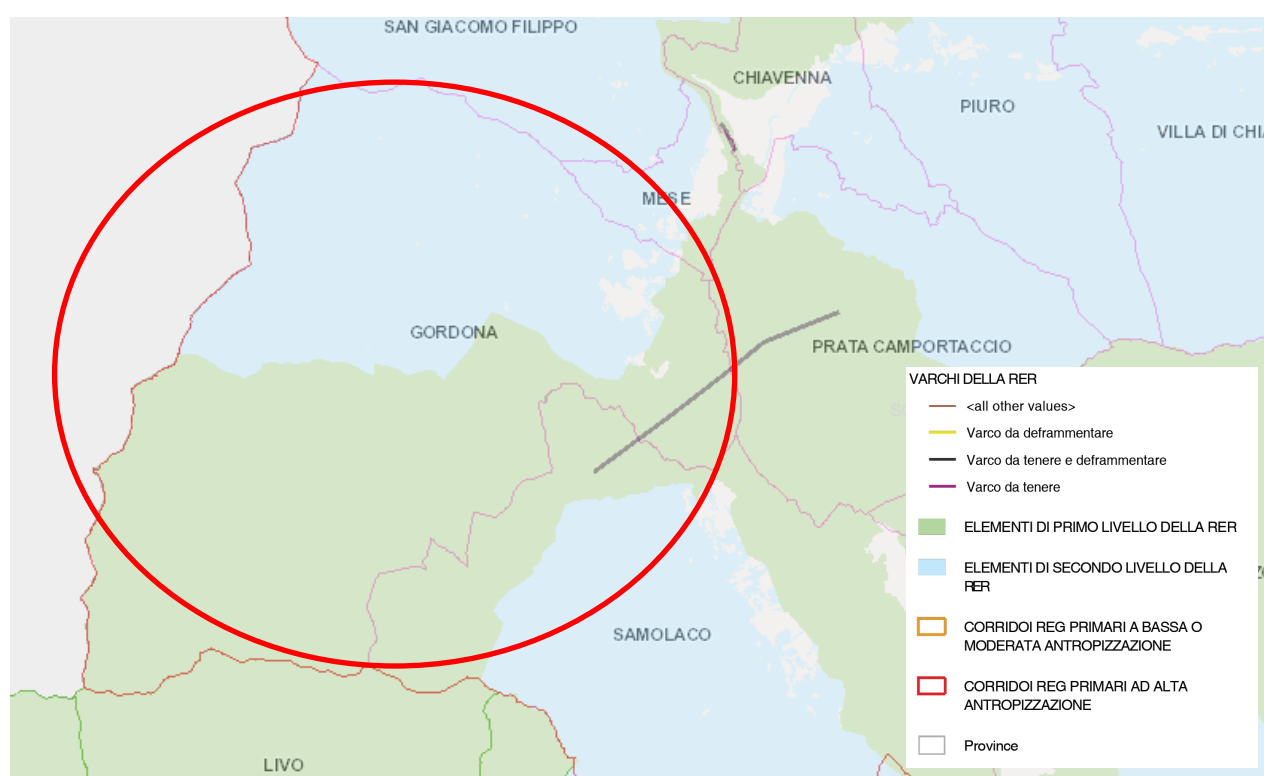 SAN GIACOMO FILIPPO
CHIAVENNA
PIURO
VILLA DI CHI
MESE
GORDONA
PRATA CAMPORTACCIO
SAMOLACO
LIVO
VARCHI DELLA RER
<all other values>
Varco da deframmentare
Varco da tenere e deframmentare
Varco da tenere
ELEMENTI DI PRIMO LIVELLO DELLA RER
ELEMENTI DI SECONDO LIVELLO DELLA
RER
CORRIDOI REG PRIMARI A BASSA O
MODERATA ANTROPIZZAZIONE
CORRIDOI REG PRIMARI AD ALTA
ANTROPIZZAZIONE
Province